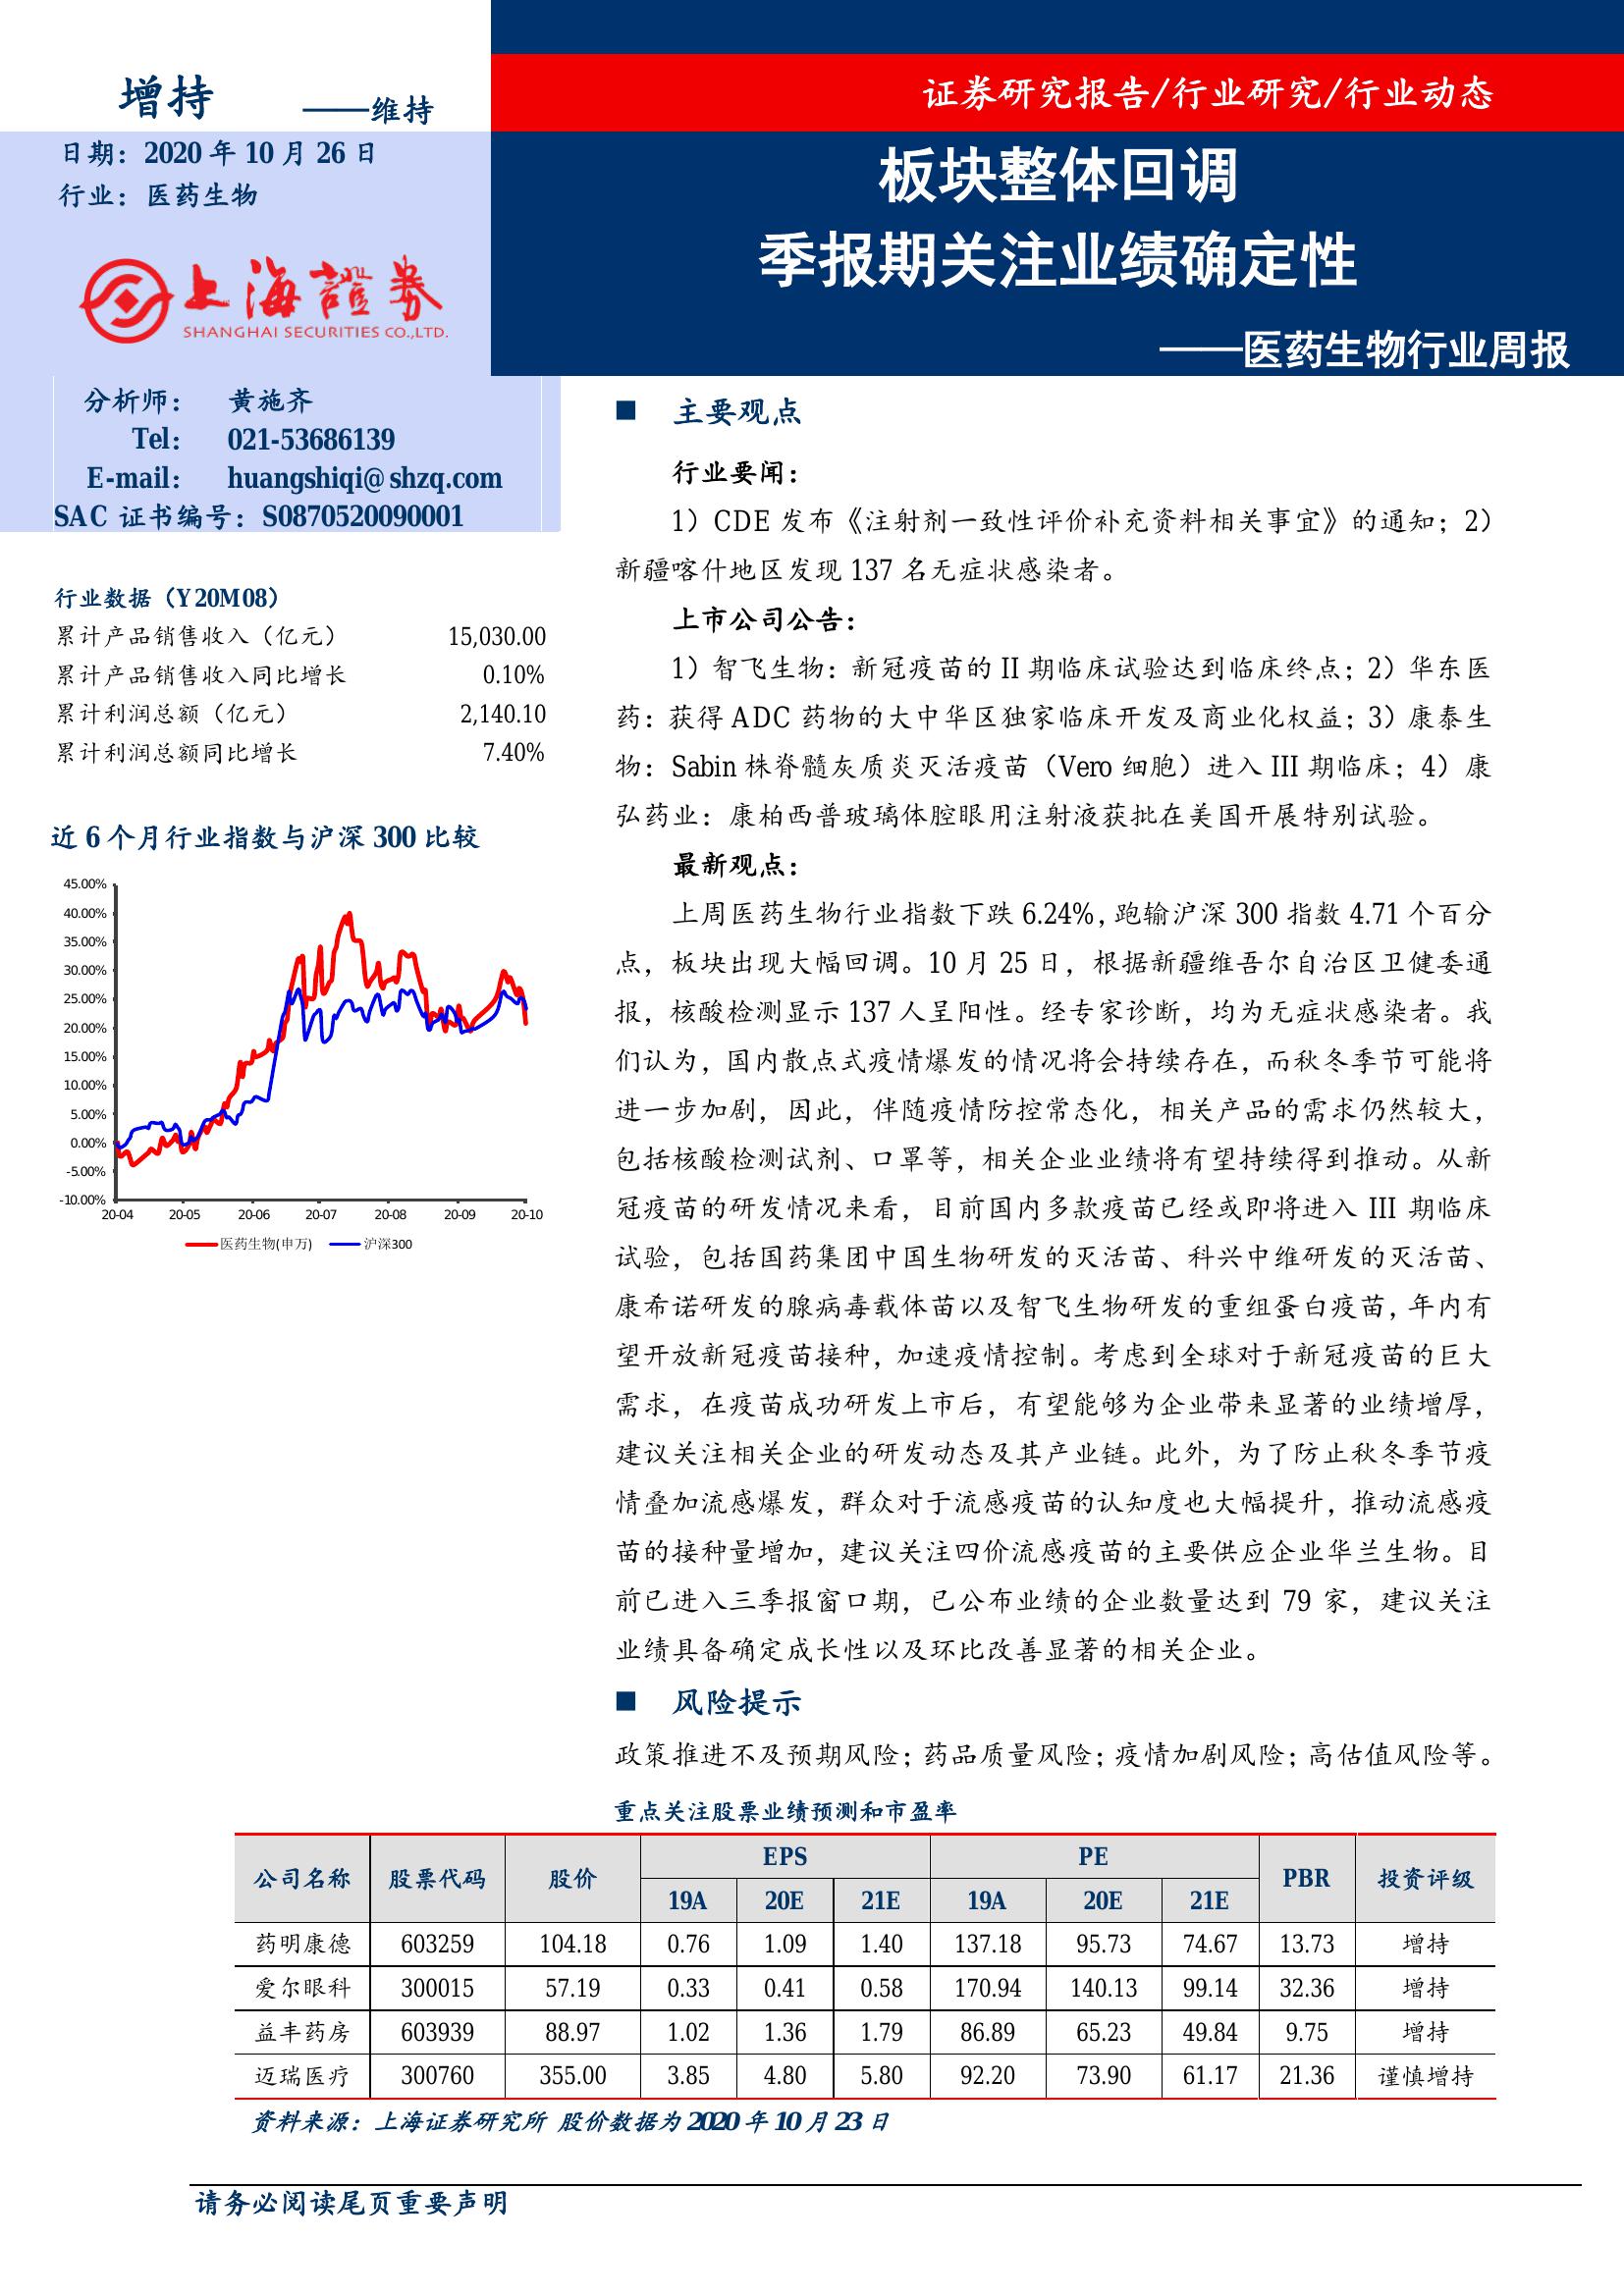 增持 ——维持
日期：2020 年 10 月 26 日
行业：医药生物
上海證券
SHANGHAI SECURITIES CO.,LTD.
分析师： 黄施齐
Tel： 021-53686139
E-mail： huangshiqi@shzq.com
SAC 证书编号：S0870520090001
行业数据（Y20M08）
累计产品销售收入（亿元） 15,030.00
累计产品销售收入同比增长 0.10%
累计利润总额（亿元） 2,140.10
累计利润总额同比增长 7.40%
近 6 个月行业指数与沪深 300 比较
45.00%
40.00%
35.00%
30.00%
25.00%
20.00%
15.00%
10.00%
5.00%
0.00%
-5.00%
-10.00%
20-04 20-05 20-06 20-07 20-08 20-09 20-10
医药生物(申万) 沪深300
证券研究报告/行业研究/行业动态
板块整体回调
季报期关注业绩确定性
——医药生物行业周报
■ 主要观点
行业要闻：
1）CDE 发布《注射剂一致性评价补充资料相关事宜》的通知；2）
新疆喀什地区发现 137 名无症状感染者。
上市公司公告：
1）智飞生物：新冠疫苗的 II 期临床试验达到临床终点；2）华东医
药：获得 ADC 药物的大中华区独家临床开发及商业化权益；3）康泰生
物：Sabin 株脊髓灰质炎灭活疫苗（Vero 细胞）进入 III 期临床；4）康
弘药业：康柏西普玻璃体腔眼用注射液获批在美国开展特别试验。
最新观点：
上周医药生物行业指数下跌 6.24%，跑输沪深 300 指数 4.71 个百分
点，板块出现大幅回调。10 月 25 日，根据新疆维吾尔自治区卫健委通
报，核酸检测显示 137 人呈阳性。经专家诊断，均为无症状感染者。我
们认为，国内散点式疫情爆发的情况将会持续存在，而秋冬季节可能将
进一步加剧，因此，伴随疫情防控常态化，相关产品的需求仍然较大，
包括核酸检测试剂、口罩等，相关企业业绩将有望持续得到推动。从新
冠疫苗的研发情况来看，目前国内多款疫苗已经或即将进入 III 期临床
试验，包括国药集团中国生物研发的灭活苗、科兴中维研发的灭活苗、
康希诺研发的腺病毒载体苗以及智飞生物研发的重组蛋白疫苗，年内有
望开放新冠疫苗接种，加速疫情控制。考虑到全球对于新冠疫苗的巨大
需求，在疫苗成功研发上市后，有望能够为企业带来显著的业绩增厚，
建议关注相关企业的研发动态及其产业链。此外，为了防止秋冬季节疫
情叠加流感爆发，群众对于流感疫苗的认知度也大幅提升，推动流感疫
苗的接种量增加，建议关注四价流感疫苗的主要供应企业华兰生物。目
前已进入三季报窗口期，已公布业绩的企业数量达到 79 家，建议关注
业绩具备确定成长性以及环比改善显著的相关企业。
■ 风险提示
政策推进不及预期风险；药品质量风险；疫情加剧风险；高估值风险等。
重点关注股票业绩预测和市盈率
公司名称 股票代码 股价 EPS PE PBR 投资评级
19A 20E 21E 19A 20E 21E
药明康德 603259 104.18 0.76 1.09 1.40 137.18 95.73 74.67 13.73 增持
爱尔眼科 300015 57.19 0.33 0.41 0.58 170.94 140.13 99.14 32.36 增持
益丰药房 603939 88.97 1.02 1.36 1.79 86.89 65.23 49.84 9.75 增持
迈瑞医疗 300760 355.00 3.85 4.80 5.80 92.20 73.90 61.17 21.36 谨慎增持
资料来源：上海证券研究所 股价数据为 2020 年 10 月 23 日
请务必阅读尾页重要声明